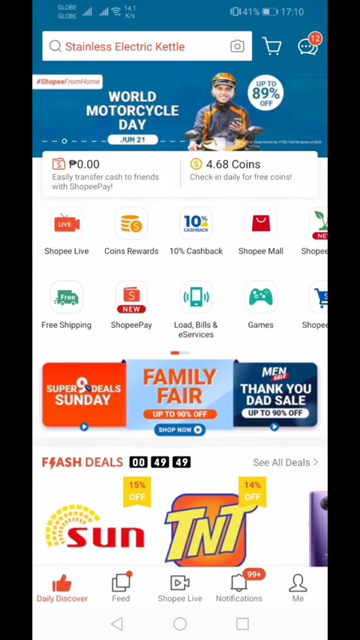 GLOBE
GLOBE
14.1
K/s
41%
17:10
Stainless Electric Kettle
12
#ShopeeFromHome
WORLD
MOTORCYCLE
DAY
JUN 21
UP TO
89%
OFF
₱0.00
Easily transfer cash to friends
with ShopeePay!
4.68 Coins
Check-in daily for free coins!
10%
CASHBACK
NE
Shopee Live
Coins Rewards
10% Cashback
Shopee Mall
Shopee
Free
NEW
Free Shipping
ShopeePay
Load, Bills &
eServices
Games
Shopee
SUPER 9 DEALS
SUNDAY
FAMILY
FAIR
UP TO 90% OFF
SHOP NOW
MEN
SALE
THANK YOU
DAD SALE
UP TO 90% OFF
FLASH DEALS 00 49 49
See All Deals >
15%
OFF
sun
14%
OFF
TNT
99+
Daily Discover
Feed
Shopee Live
Notifications
Me